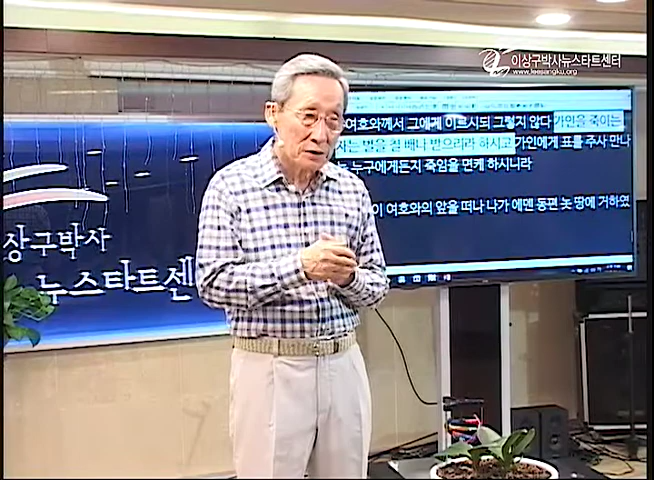 이상구박사뉴스타트센터
www.leesangku.org
여호와께서 그에게 이르시되 그렇지 않다 가인을 죽이는
자는 벌을 칠 배나 받으리라 하시고 가인에게 표를 주사 만나
는 누구에게든지 죽임을 면케 하시니라
이 여호와의 앞을 떠나 나가 에덴 동편 놋 땅에 거하였
상구박사
뉴스타트센